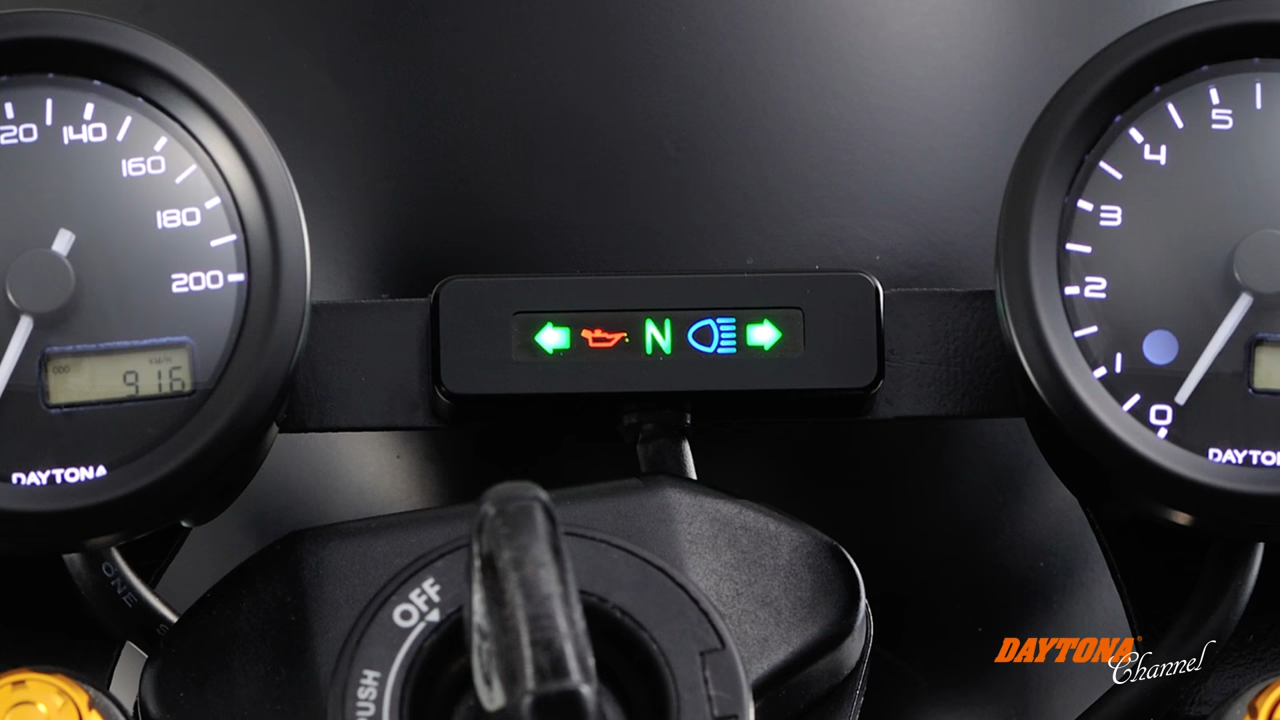 20 140
160
180
200
ODO km/h
916
DAYTONA
N
5
4
3
2
1
0
DAYTO
OFF
PUSH
ONE
DAYTONA®
Channel